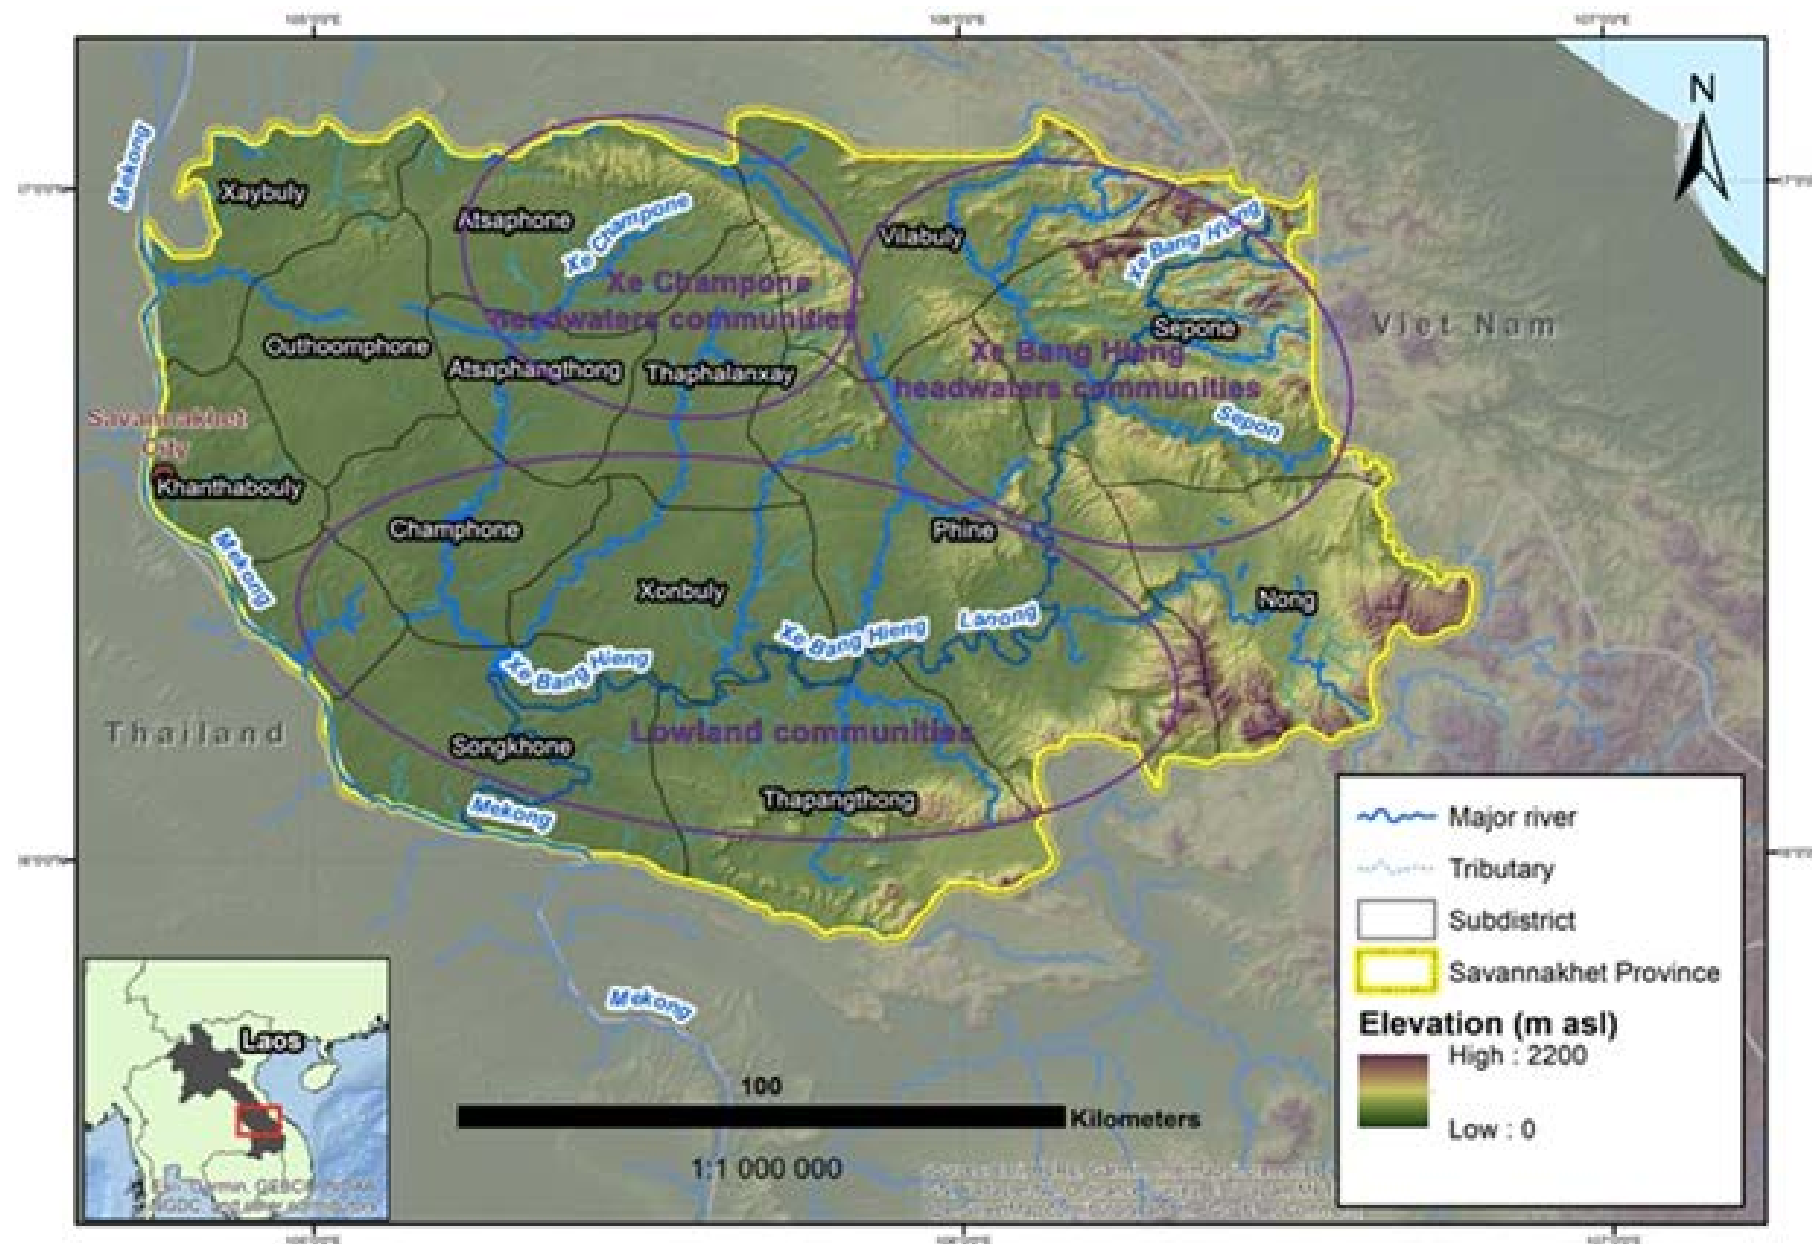 Mekong
Xaybuly
Atsaphone
Xe Champone
Vilabuly
Xe Bang Hieng
Xe Champone
headwaters communities
Outhoomphone
Atsaphangthong
Thaphalanxay
Sepone
Viet Nam
Xe Bang Hieng
headwaters communities
Savannakhet
City
Sepon
Khanthabouly
Champhone
Phine
Mekong
Xonbuly
Nong
Xe Bang Hieng
Xe Bang Hieng
Lanong
Thailand
Songkhone
Lowland communities
Thapangthong
Mekong
Mekong
N
Major river
Tributary
Subdistrict
Savannakhet Province
Elevation (m asl)
High : 2200
Low : 0
Laos
100
Kilometers
1:1 000 000